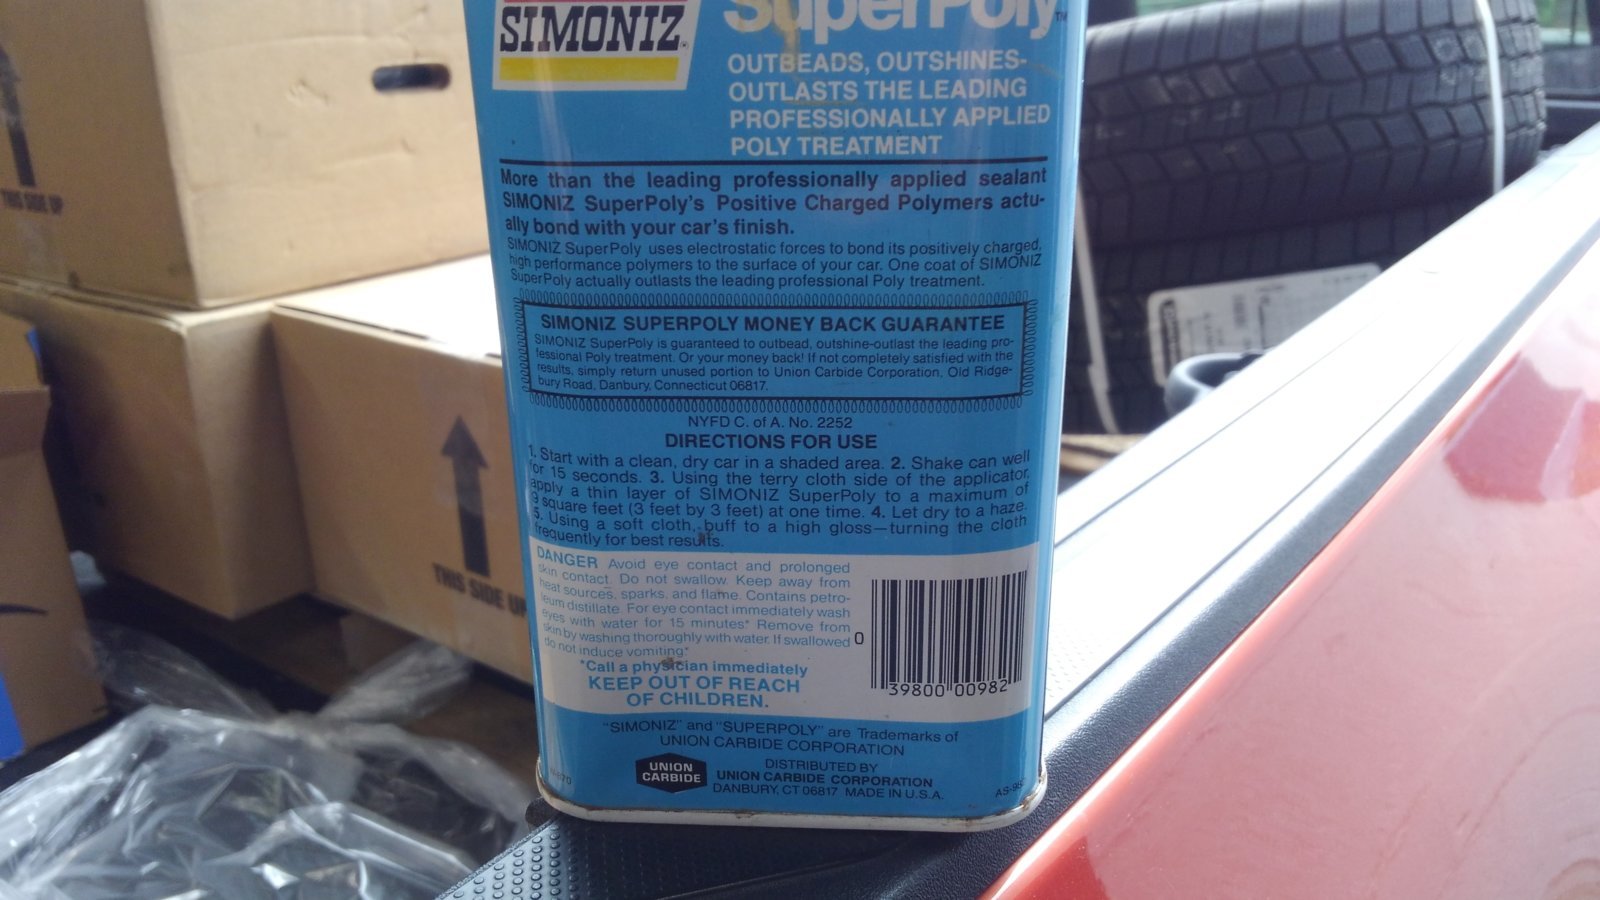 SIMONIZ
SuperPoly™
OUTBEADS, OUTSHINES-
OUTLASTS THE LEADING
PROFESSIONALLY APPLIED
POLY TREATMENT
More than the leading professionally applied sealant
SIMONIZ SuperPoly's Positive Charged Polymers actu-
ally bond with your car's finish.
SIMONIZ SuperPoly uses electrostatic forces to bond its positively charged,
high performance polymers to the surface of your car. One coat of SIMONIZ
SuperPoly actually outlasts the leading professional Poly treatment.
SIMONIZ SUPERPOLY MONEY BACK GUARANTEE
SIMONIZ SuperPoly is guaranteed to outbead, outshine-outlast the leading pro-
fessional Poly treatment. Or your money back! If not completely satisfied with the
results, simply return unused portion to Union Carbide Corporation, Old Ridge-
bury Road, Danbury, Connecticut 06817.
NYFD C. of A. No. 2252
DIRECTIONS FOR USE
1. Start with a clean, dry car in a shaded area. 2. Shake can well
for 15 seconds. 3. Using the terry cloth side of the applicator,
apply a thin layer of SIMONIZ SuperPoly to a maximum of
9 square feet (3 feet by 3 feet) at one time. 4. Let dry to a haze.
5. Using a soft cloth, buff to a high gloss—turning the cloth
frequently for best results.
DANGER Avoid eye contact and prolonged
skin contact. Do not swallow. Keep away from
heat sources, sparks, and flame. Contains petro-
leum distillate. For eye contact immediately wash
eyes with water for 15 minutes* Remove from
skin by washing thoroughly with water. If swallowed
do not induce vomiting*
*Call a physician immediately
KEEP OUT OF REACH
OF CHILDREN.
0 39800 00982
"SIMONIZ" and "SUPERPOLY" are Trademarks of
UNION CARBIDE CORPORATION
UNION
CARBIDE
DISTRIBUTED BY
UNION CARBIDE CORPORATION
DANBURY, CT 06817 MADE IN U.S.A.
THIS SIDE UP
THIS SIDE UP